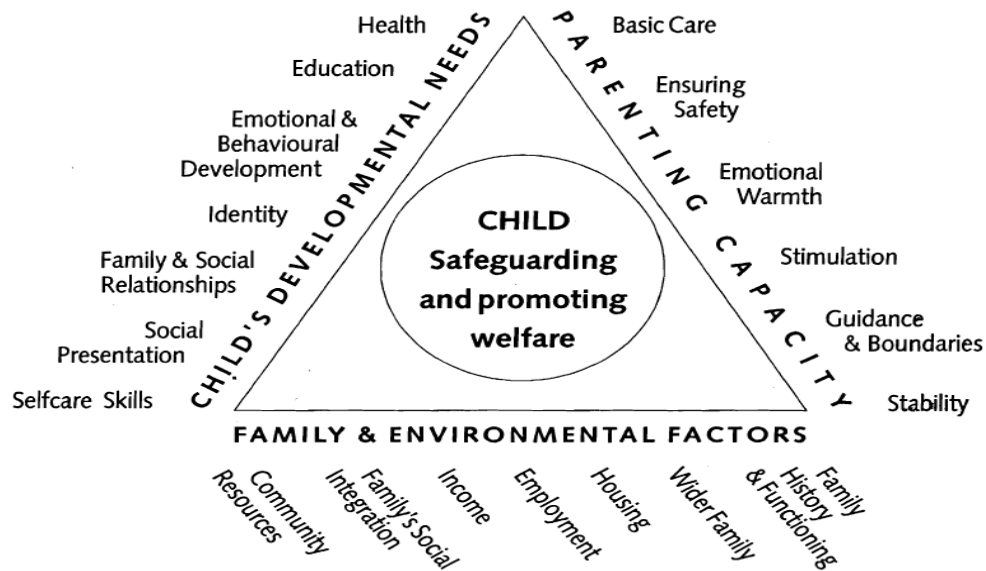 Health
Education
Emotional &
Behavioural
Development
Identity
Family & Social
Relationships
Social
Presentation
Selfcare Skills
CHILD'S DEVELOPMENTAL NEEDS
PARENTING CAPACITY
Basic Care
Ensuring
Safety
Emotional
Warmth
Stimulation
Guidance
& Boundaries
Stability
CHILD
Safeguarding
and promoting
welfare
FAMILY & ENVIRONMENTAL FACTORS
Community
Resources
Family's Social
Integration
Income
Employment
Housing
Wider Family
Family
History
& Functioning